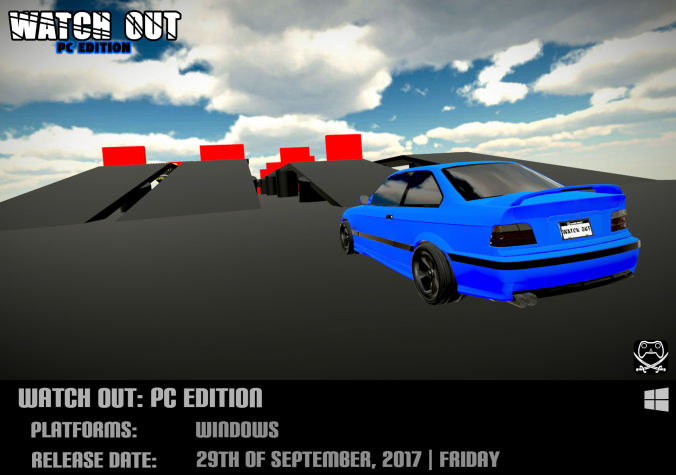 WATCH OUT
PC EDITION
WATCH OUT
WATCH OUT: PC EDITION
PLATFORMS: WINDOWS
RELEASE DATE: 29TH OF SEPTEMBER, 2017 | FRIDAY